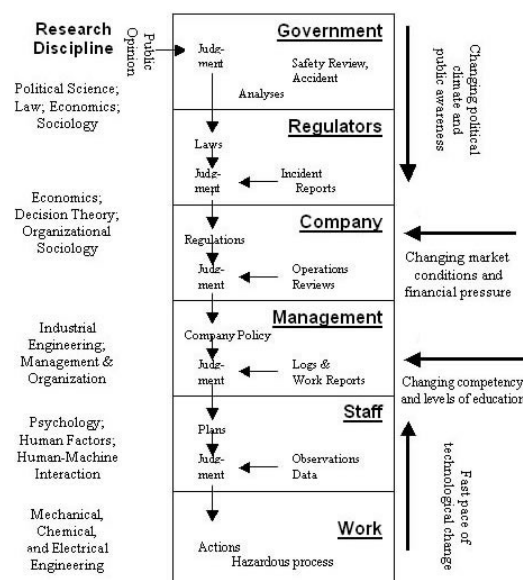 Research
Discipline
Public
Opinion
Political Science;
Law; Economics;
Sociology
Economics;
Decision Theory;
Organizational
Sociology
Industrial
Engineering;
Management &
Organization
Psychology;
Human Factors;
Human-Machine
Interaction
Mechanical,
Chemical,
and Electrical
Engineering
Government
Judg-
ment
Safety Review,
Accident
Analyses
Regulators
Laws
Judg-
ment
Incident
Reports
Company
Regulations
Judg-
ment
Operations
Reviews
Management
Company Policy
Judg-
ment
Logs &
Work Reports
Staff
Plans
Judg-
ment
Observations
Data
Work
Actions
Hazardous process
Changing political
climate and
public awareness
Changing market
conditions and
financial pressure
Changing competency
and levels of education
Fast pace of
technological change